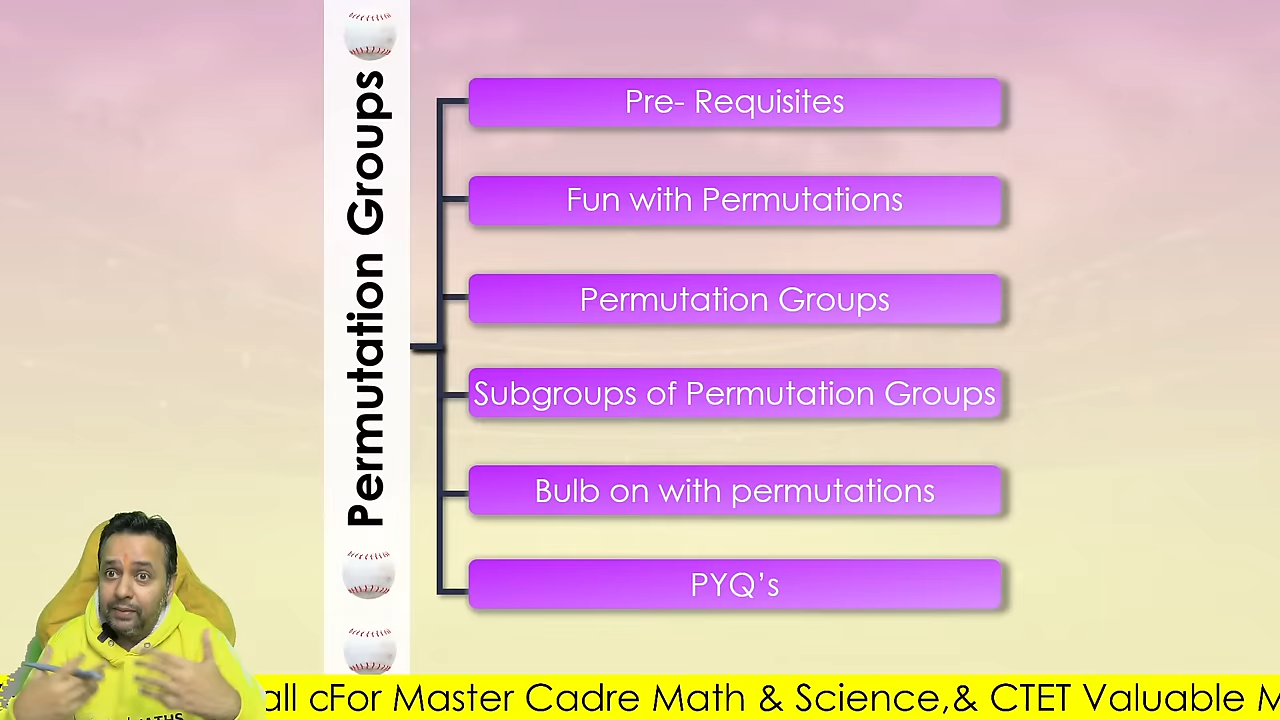 Permutation Groups
Pre- Requisites
Fun with Permutations
Permutation Groups
Subgroups of Permutation Groups
Bulb on with permutations
PYQ's
all cFor Master Cadre Math & Science,& CTET Valuable M